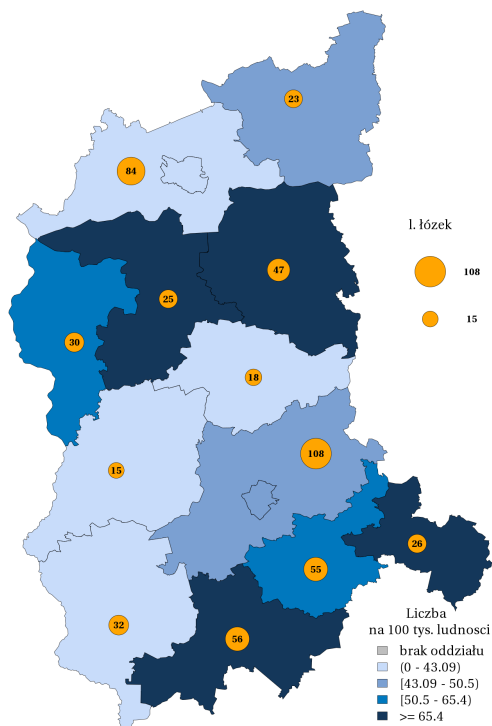 23
84
l. łózek
47
108
25
15
30
18
108
15
26
55
Liczba
32
na 100 tys. ludnosci
56
brak oddziału
(0 - 43.09)
[43.09 - 50.5)
[50.5 - 65.4)
>= 65.4